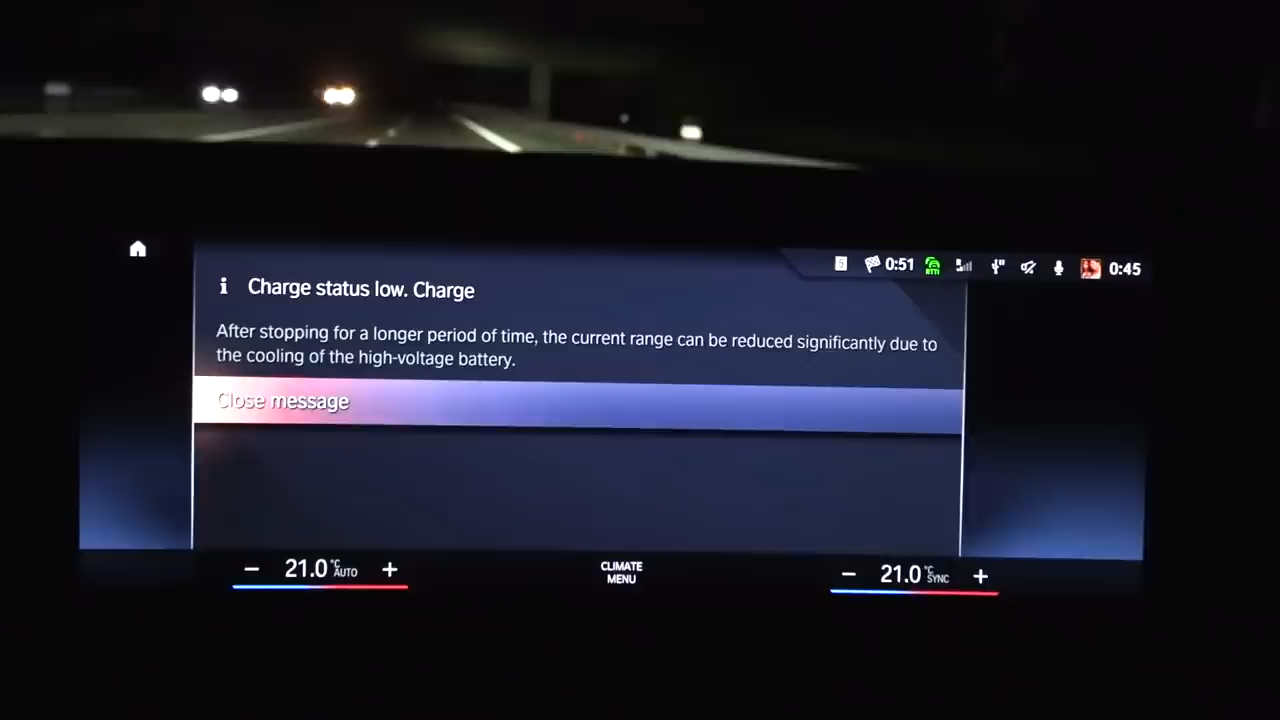 0:51 RTTI 0:45
i Charge status low. Charge
After stopping for a longer period of time, the current range can be reduced significantly due to
the cooling of the high-voltage battery.
Close message
− 21.0 °C AUTO +
CLIMATE
MENU
− 21.0 °C SYNC +